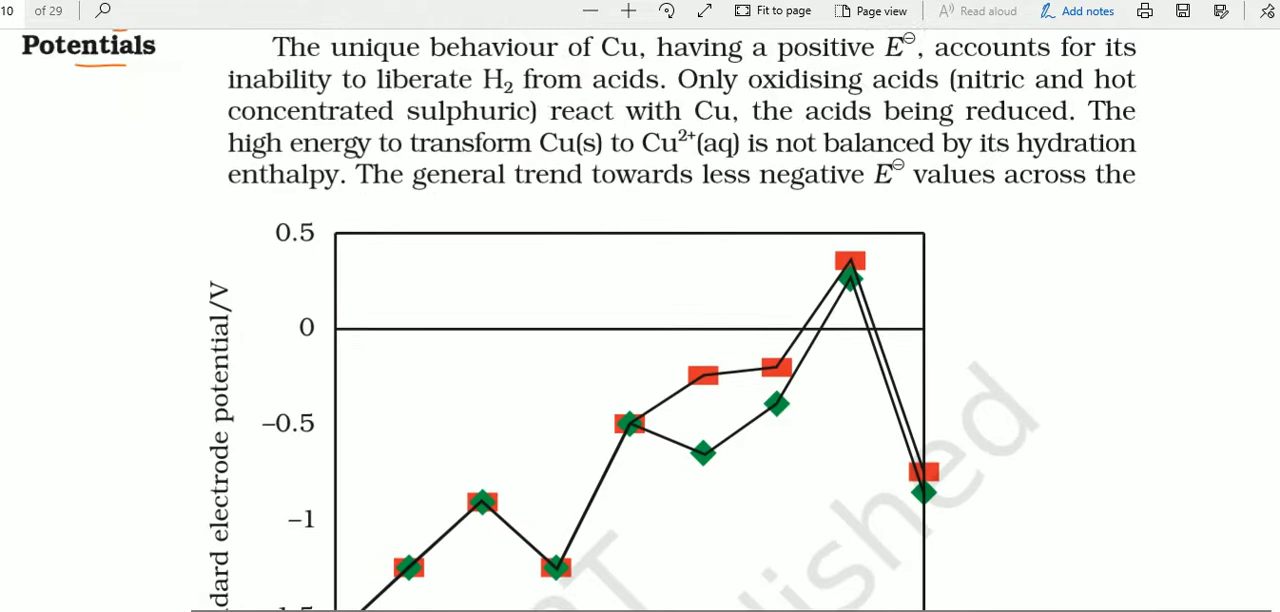 10 of 29
Fit to page
Page view
Read aloud
Add notes
Potentials
The unique behaviour of Cu, having a positive E⊖, accounts for its
inability to liberate H₂ from acids. Only oxidising acids (nitric and hot
concentrated sulphuric) react with Cu, the acids being reduced. The
high energy to transform Cu(s) to Cu²⁺(aq) is not balanced by its hydration
enthalpy. The general trend towards less negative E⊖ values across the
0.5
0
–0.5
–1
electrode potential/V